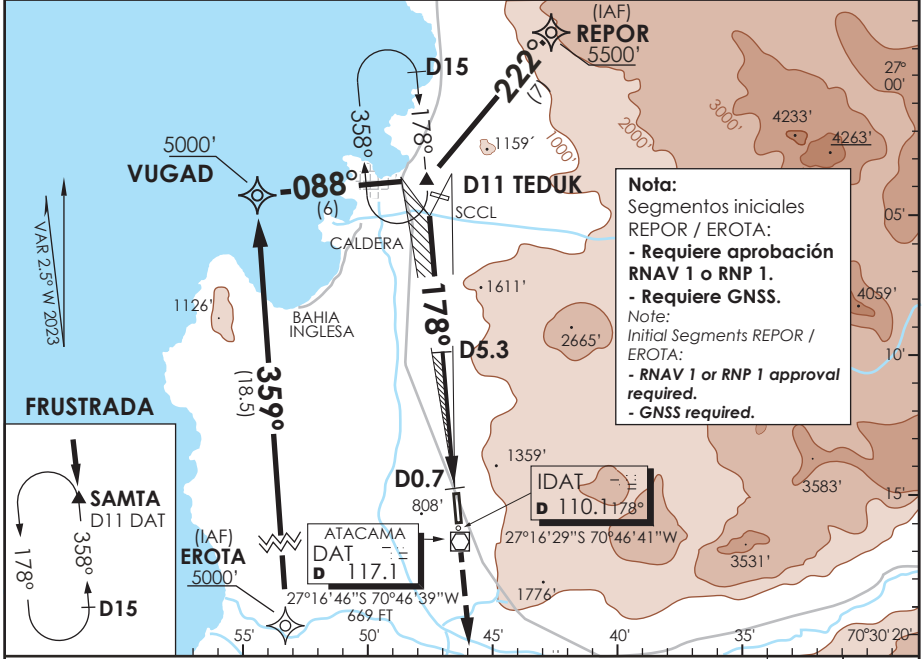 (IAF)
REPOR
5500'
222°
(7)
D15
358°
178°
27°
00'
3000'
2000'
1000'
4233'
4263'
1159´
5000'
VUGAD
-088°
(6)
D11 TEDUK
SCCL
CALDERA
05'
VAR 2.5° W 2023
Nota:
Segmentos iniciales
REPOR / EROTA:
- Requiere aprobación
RNAV 1 o RNP 1.
- Requiere GNSS.
Note:
Initial Segments REPOR /
EROTA:
- RNAV 1 or RNP 1 approval
required.
- GNSS required.
1126'
BAHIA
INGLESA
178°
1611'
2665'
4059'
D5.3
10'
359°
(18.5)
FRUSTRADA
SAMTA
D11 DAT
178°
358°
D15
D0.7
808'
1359'
IDAT
D 110.1 178°
27°16'29"S 70°46'41"W
3583'
15'
3531'
(IAF)
EROTA
5000'
ATACAMA
DAT
D 117.1
27°16'46"S 70°46'39"W
669 FT
1776'
55'
50'
45'
40'
35'
70°30'
20'